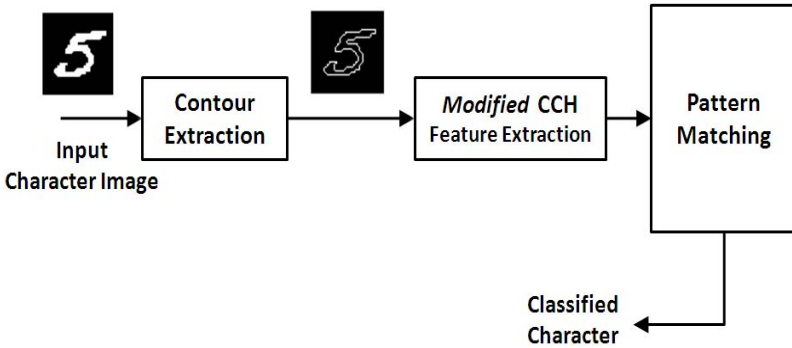 5
5
Contour
Extraction
Modified CCH
Feature Extraction
Pattern
Matching
Input
Character Image
Classified
Character